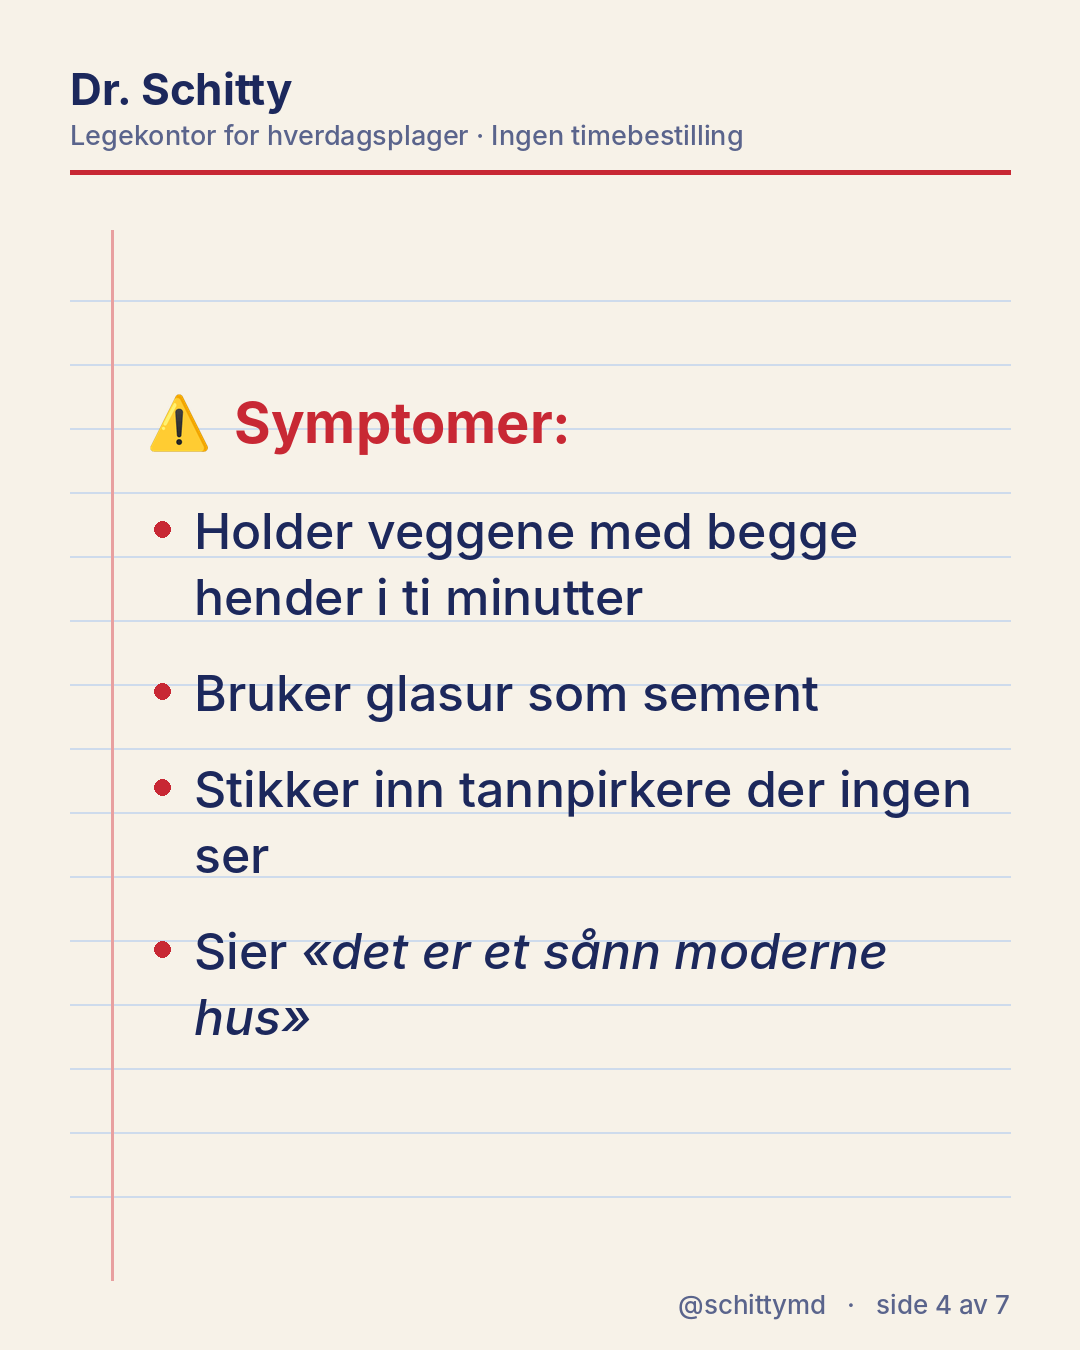 Dr. Schitty
Legekontor for hverdagsplager · Ingen timebestilling
⚠️ Symptomer:
• Holder veggene med begge
hender i ti minutter
• Bruker glasur som sement
• Stikker inn tannpirkere der ingen
ser
• Sier «det er et sånn moderne
hus»
@schittymd · side 4 av 7